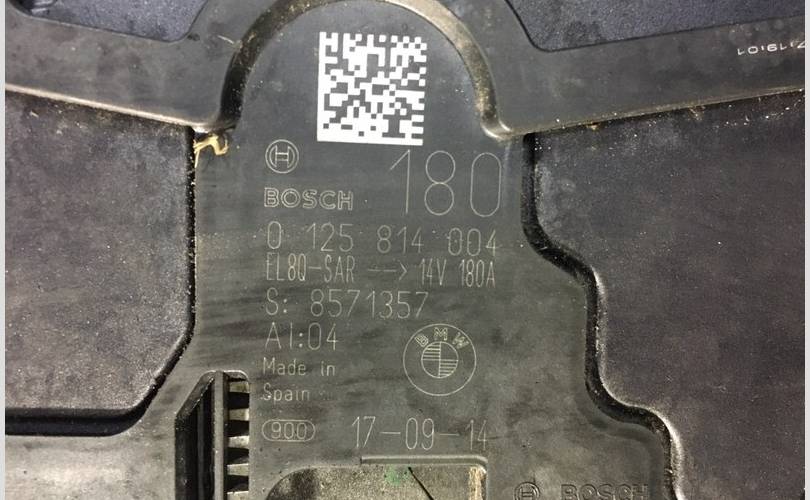 BOSCH 180
0 125 814 004
EL8Q-SAR --> 14V 180A
S: 8571357
AI:04
BMW
Made in
Spain
900 17-09-14
BOSCH